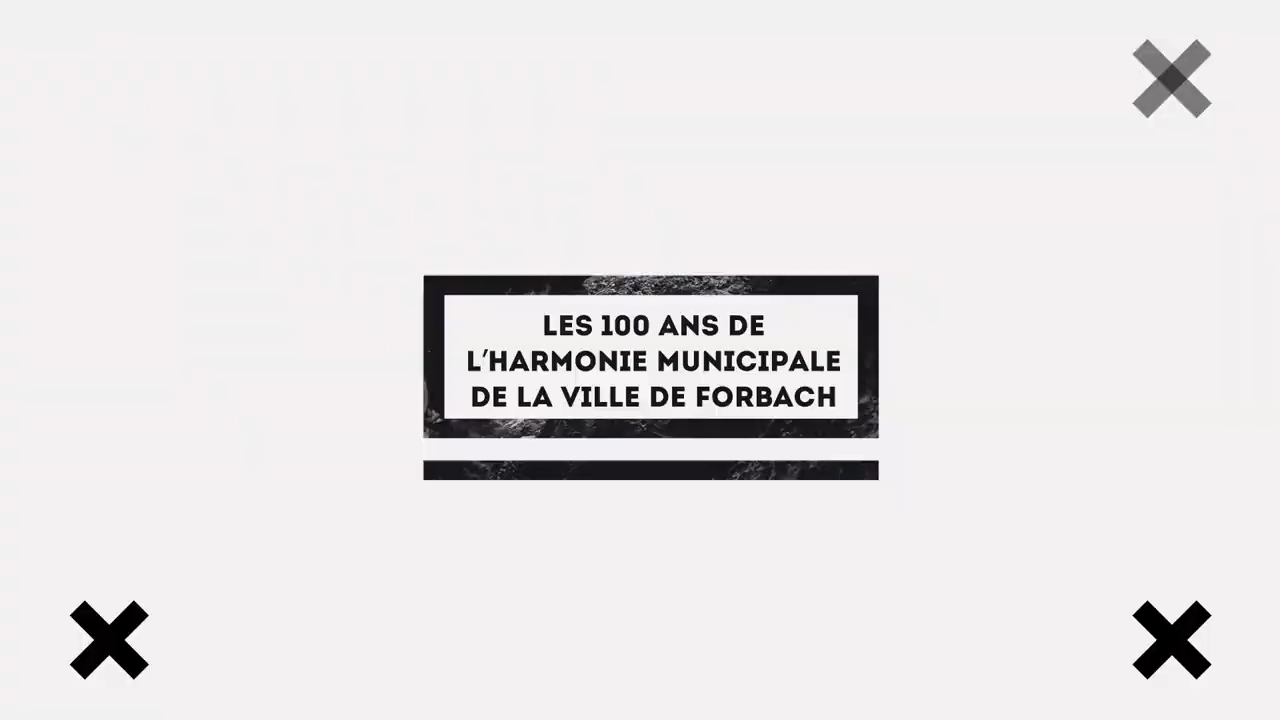 LES 100 ANS DE
L'HARMONIE MUNICIPALE
DE LA VILLE DE FORBACH